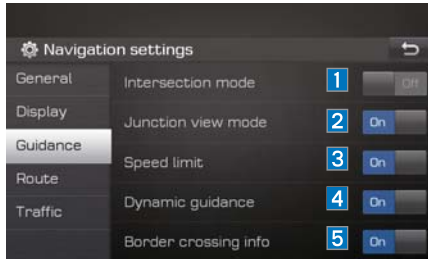 Navigation settings
General
Intersection mode 1 Off
Display
Junction view mode 2 On
Guidance
Speed limit 3 On
Route
Dynamic guidance 4 On
Traffic
Border crossing info 5 On